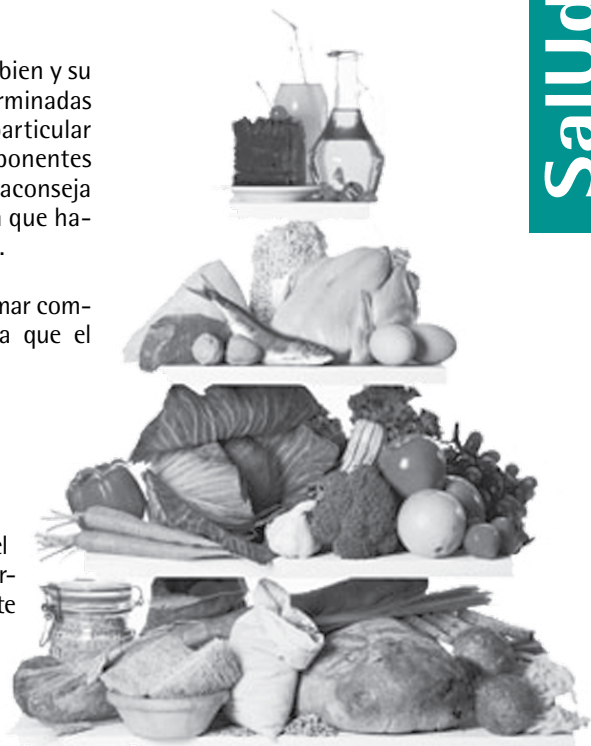 bien y su
rminadas
articular
ponentes
aconseja
que ha-
.
mar com-
a que el
el
r-
te
Salud